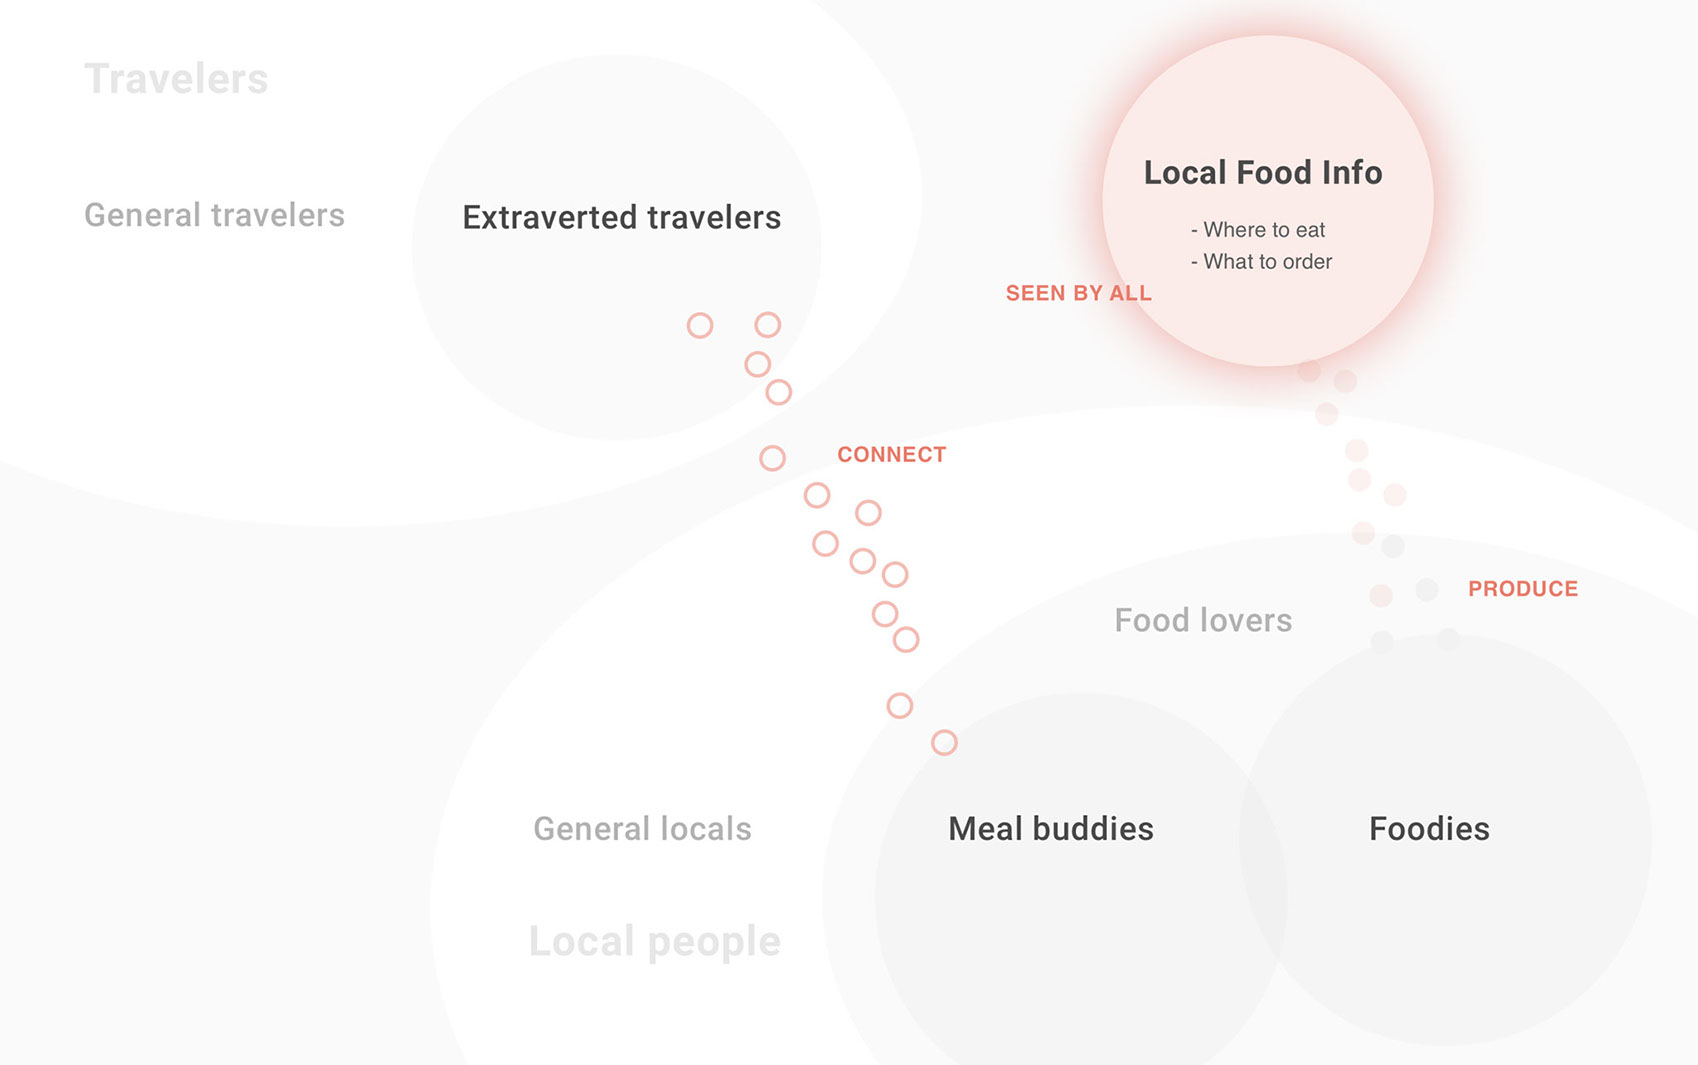 Travelers
General travelers
Extraverted travelers
Local Food Info
- Where to eat
- What to order
SEEN BY ALL
CONNECT
PRODUCE
Food lovers
General locals
Meal buddies
Foodies
Local people